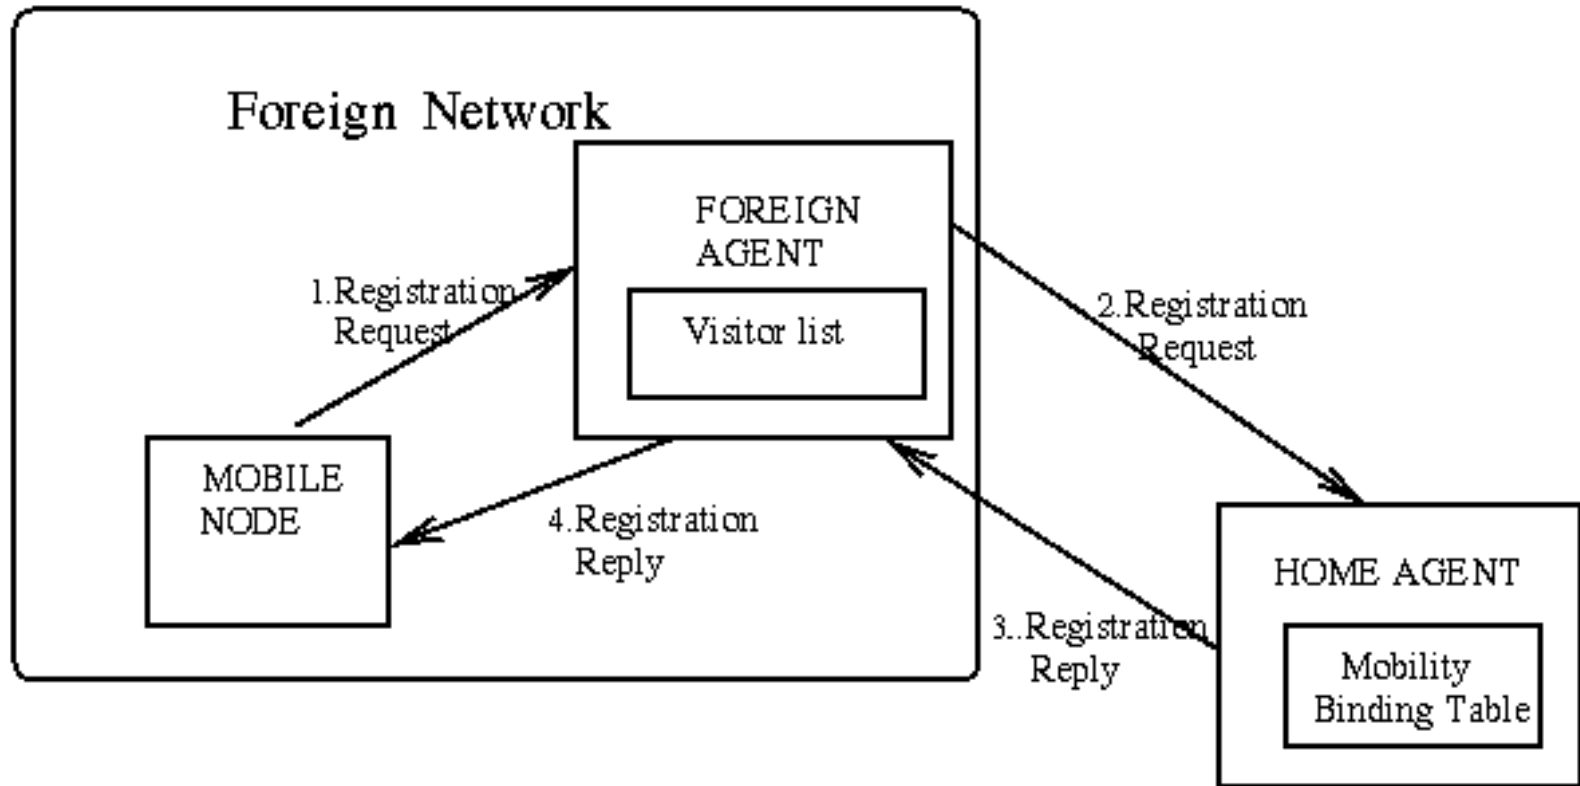 Foreign Network
FOREIGN
AGENT
Visitor list
1.Registration
Request
2.Registration
Request
MOBILE
NODE
4.Registration
Reply
3..Registration
Reply
HOME AGENT
Mobility
Binding Table